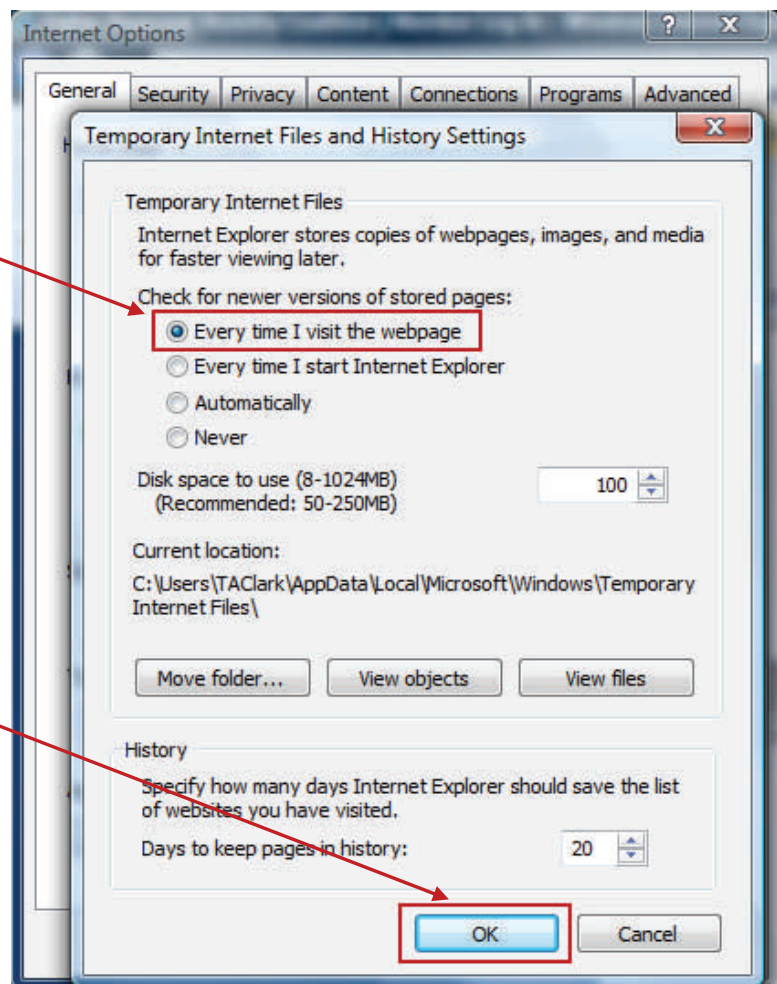 Internet Options
? X
General Security Privacy Content Connections Programs Advanced
Temporary Internet Files and History Settings
X
Temporary Internet Files
Internet Explorer stores copies of webpages, images, and media
for faster viewing later.
Check for newer versions of stored pages:
Every time I visit the webpage
Every time I start Internet Explorer
Automatically
Never
Disk space to use (8-1024MB)
(Recommended: 50-250MB)
100
Current location:
C:\Users\TAClark\AppData\Local\Microsoft\Windows\Temporary
Internet Files\
Move folder... View objects View files
History
Specify how many days Internet Explorer should save the list
of websites you have visited.
Days to keep pages in history: 20
OK Cancel